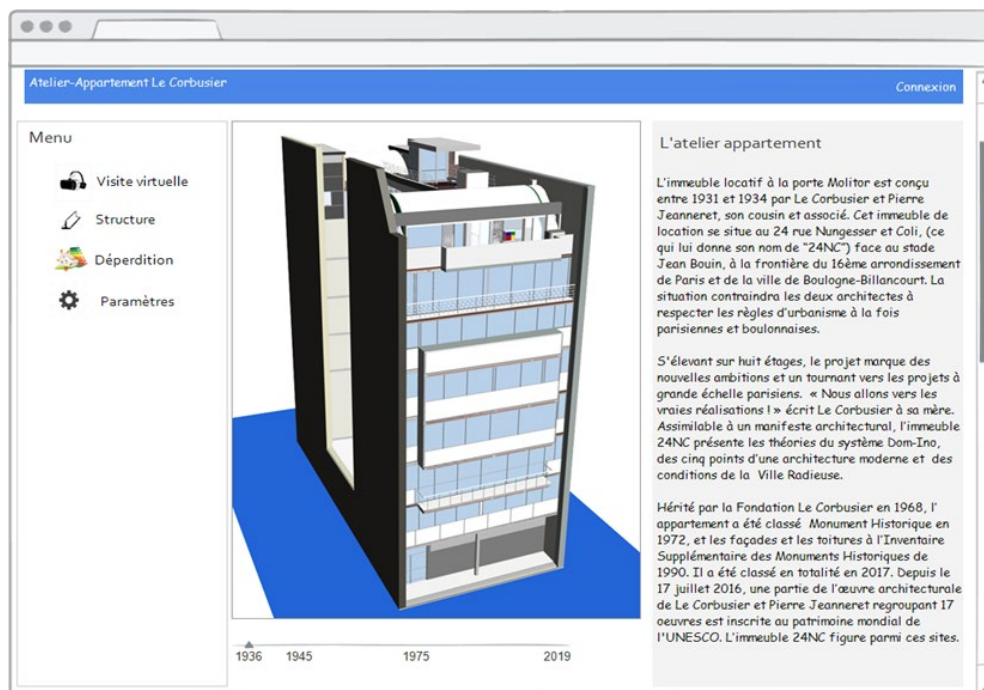 Atelier-Appartement Le Corbusier
Connexion
Menu
Visite virtuelle
Structure
Déperdition
Paramètres
1936 1945 1975 2019
L'atelier appartement
L'immeuble locatif à la porte Molitor est conçu
entre 1931 et 1934 par Le Corbusier et Pierre
Jeanneret, son cousin et associé. Cet immeuble de
location se situe au 24 rue Nungesser et Coli, (ce
qui lui donne son nom de "24NC") face au stade
Jean Bouin, à la frontière du 16ème arrondissement
de Paris et de la ville de Boulogne-Billancourt. La
situation contraindra les deux architectes à
respecter les règles d'urbanisme à la fois
parisiennes et boulonnaises.
S'élevant sur huit étages, le projet marque des
nouvelles ambitions et un tournant vers les projets à
grande échelle parisiens. « Nous allons vers les
vraies réalisations ! » écrit Le Corbusier à sa mère.
Assimilable à un manifeste architectural, l'immeuble
24NC présente les théories du système Dom-Ino,
des cinq points d'une architecture moderne et des
conditions de la Ville Radieuse.
Hérité par la Fondation Le Corbusier en 1968, l'
appartement a été classé Monument Historique en
1972, et les façades et les toitures à l'Inventaire
Supplémentaire des Monuments Historiques de
1990. Il a été classé en totalité en 2017. Depuis le
17 juillet 2016, une partie de l'œuvre architecturale
de Le Corbusier et Pierre Jeanneret regroupant 17
oeuvres est inscrite au patrimoine mondial de
l'UNESCO. L'immeuble 24NC figure parmi ces sites.